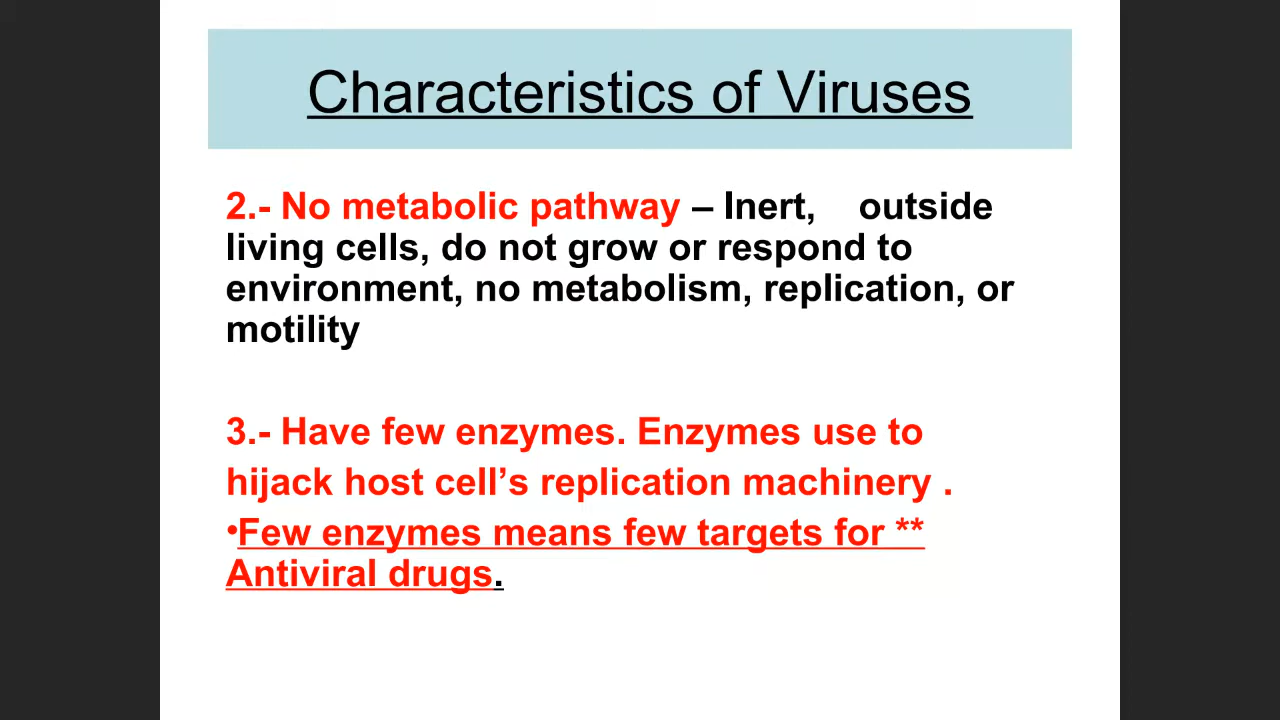 Characteristics of Viruses
2.- No metabolic pathway – Inert, outside
living cells, do not grow or respond to
environment, no metabolism, replication, or
motility
3.- Have few enzymes. Enzymes use to
hijack host cell’s replication machinery .
•Few enzymes means few targets for **
Antiviral drugs.